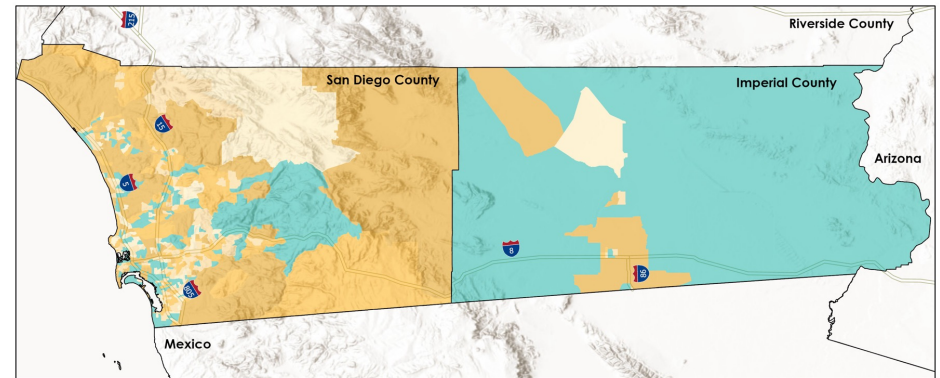 215
Riverside County
San Diego County
Imperial County
15
Arizona
5
8
86
805
Mexico